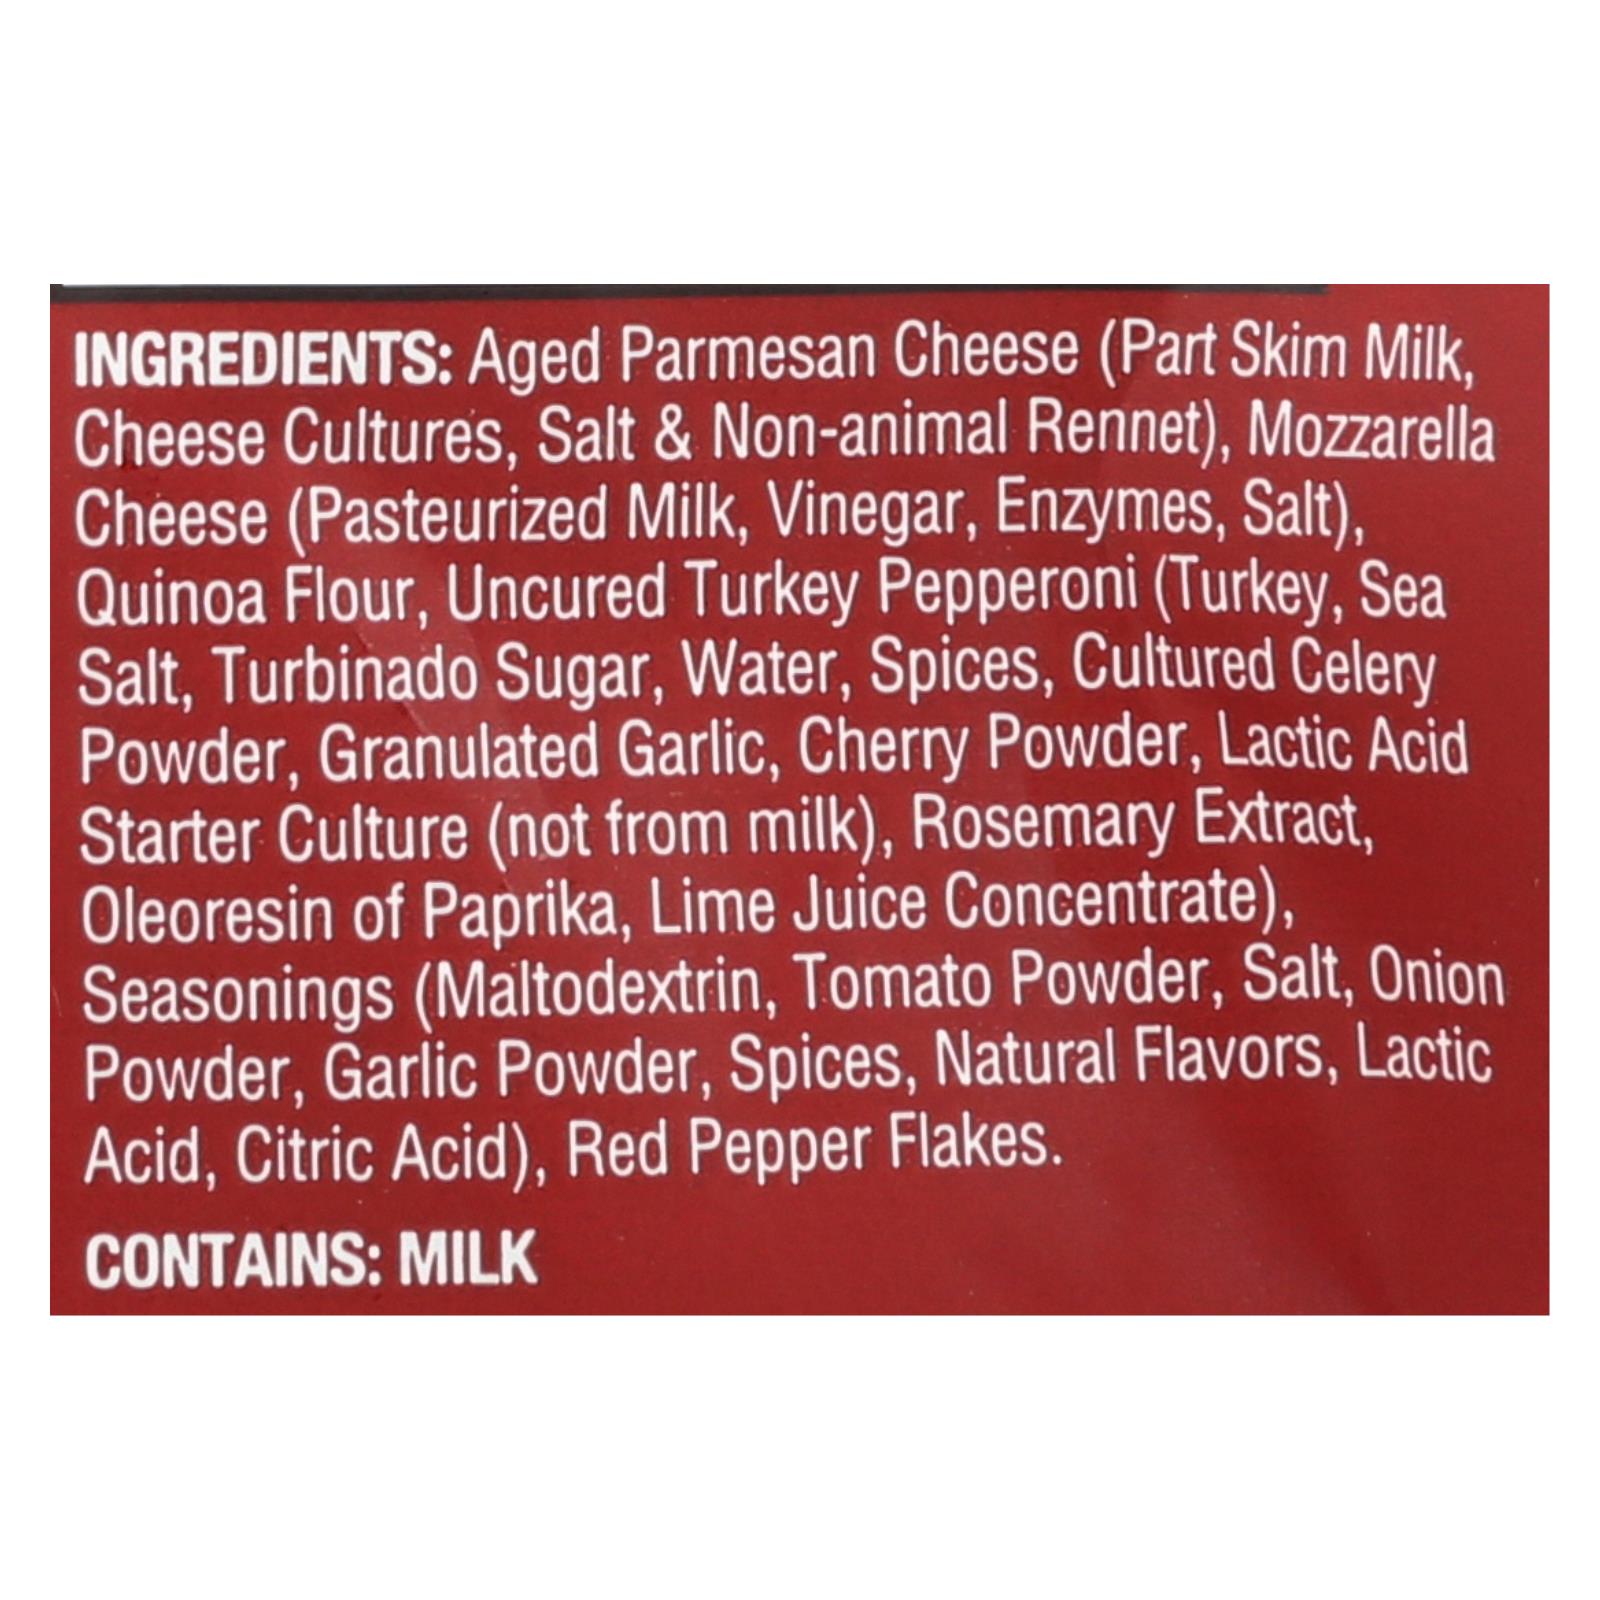 INGREDIENTS: Aged Parmesan Cheese (Part Skim Milk,
Cheese Cultures, Salt & Non-animal Rennet), Mozzarella
Cheese (Pasteurized Milk, Vinegar, Enzymes, Salt),
Quinoa Flour, Uncured Turkey Pepperoni (Turkey, Sea
Salt, Turbinado Sugar, Water, Spices, Cultured Celery
Powder, Granulated Garlic, Cherry Powder, Lactic Acid
Starter Culture (not from milk), Rosemary Extract,
Oleoresin of Paprika, Lime Juice Concentrate),
Seasonings (Maltodextrin, Tomato Powder, Salt, Onion
Powder, Garlic Powder, Spices, Natural Flavors, Lactic
Acid, Citric Acid), Red Pepper Flakes.
CONTAINS: MILK